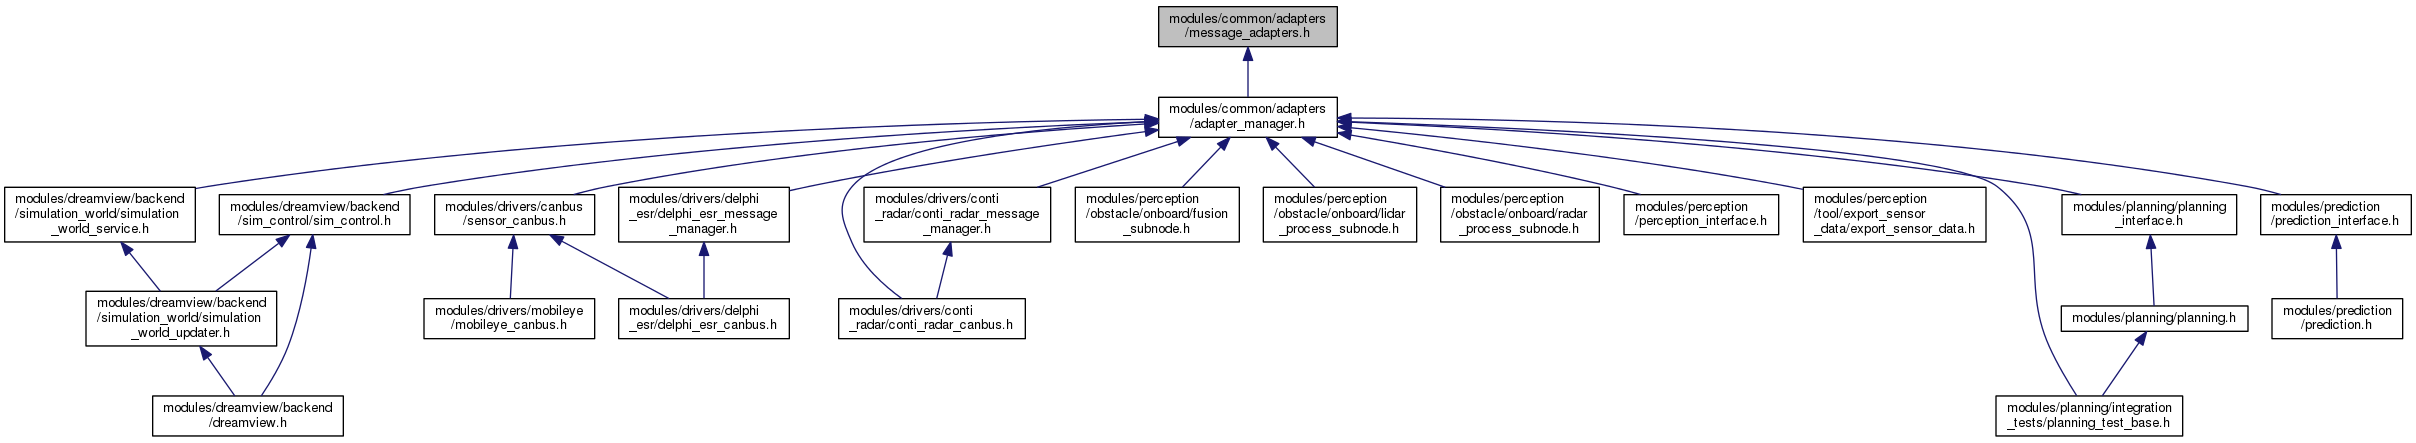 modules/common/adapters
/message_adapters.h
modules/common/adapters
/adapter_manager.h
modules/dreamview/backend
/simulation_world/simulation
_world_service.h
modules/dreamview/backend
/sim_control/sim_control.h
modules/drivers/canbus
/sensor_canbus.h
modules/drivers/delphi
_esr/delphi_esr_message
_manager.h
modules/drivers/conti
_radar/conti_radar_message
_manager.h
modules/perception
/obstacle/onboard/fusion
_subnode.h
modules/perception
/obstacle/onboard/lidar
_process_subnode.h
modules/perception
/obstacle/onboard/radar
_process_subnode.h
modules/perception
/perception_interface.h
modules/perception
/tool/export_sensor
_data/export_sensor_data.h
modules/planning/planning
_interface.h
modules/prediction
/prediction_interface.h
modules/dreamview/backend
/simulation_world/simulation
_world_updater.h
modules/drivers/mobileye
/mobileye_canbus.h
modules/drivers/delphi
_esr/delphi_esr_canbus.h
modules/drivers/conti
_radar/conti_radar_canbus.h
modules/planning/planning.h
modules/prediction
/prediction.h
modules/dreamview/backend
/dreamview.h
modules/planning/integration
_tests/planning_test_base.h